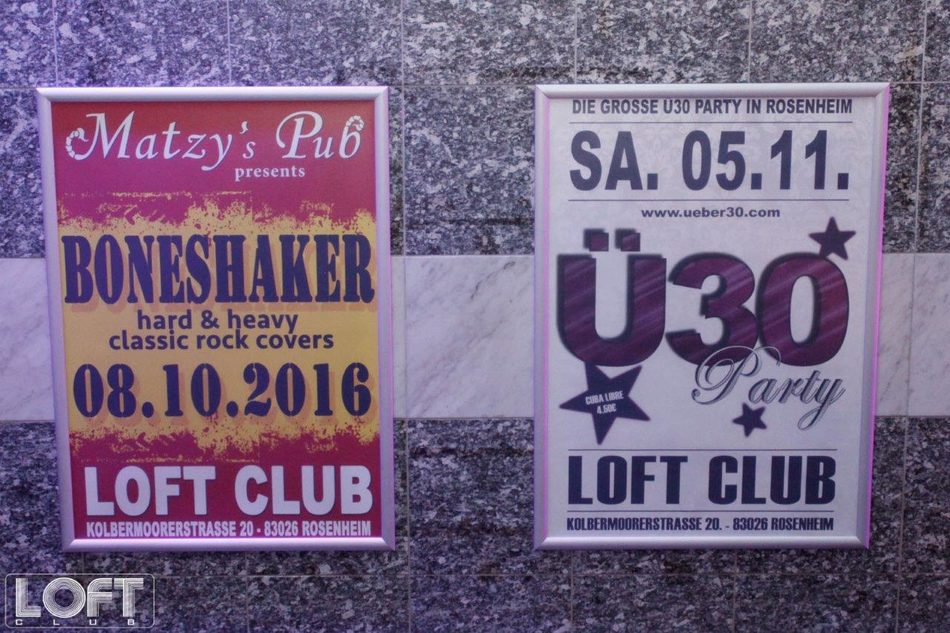 Matzy's Pub
presents
BONESHAKER
hard & heavy
classic rock covers
08.10.2016
LOFT CLUB
KOLBERMOORERSTRASSE 20 - 83026 ROSENHEIM
DIE GROSSE Ü30 PARTY IN ROSENHEIM
SA. 05.11.
www.ueber30.com
Ü30
Party
CUBA LIBRE
4,50€
LOFT CLUB
KOLBERMOORERSTRASSE 20. - 83026 ROSENHEIM
LOFT
CLUB